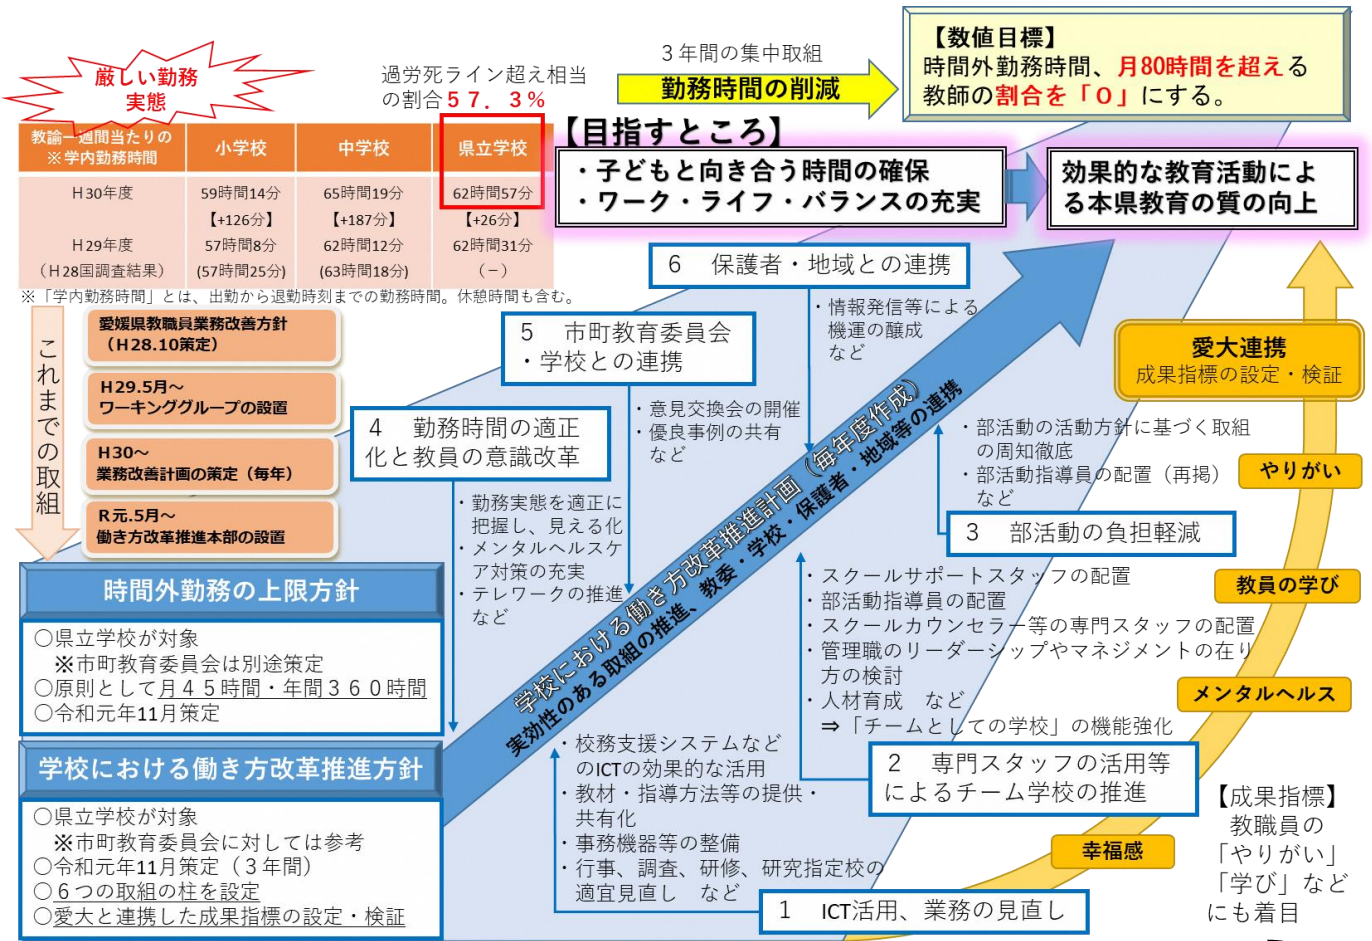 厳しい勤務
実態
過労死ライン超え相当
の割合５７．３％
３年間の集中取組
勤務時間の削減
【数値目標】
時間外勤務時間、月80時間を超える
教師の割合を「０」にする。
教諭一週間当たりの
※学内勤務時間
小学校
中学校
県立学校
H30年度
59時間14分
65時間19分
62時間57分
【+126分】
【+187分】
【+26分】
H29年度
57時間8分
62時間12分
62時間31分
（H28国調査結果）
(57時間25分)
(63時間18分)
（－）
※「学内勤務時間」とは、出勤から退勤時刻までの勤務時間。休憩時間も含む。
【目指すところ】
・子どもと向き合う時間の確保
・ワーク・ライフ・バランスの充実
効果的な教育活動によ
る本県教育の質の向上
これまでの取組
愛媛県教職員業務改善方針
（H28.10策定）
H29.5月～
ワーキンググループの設置
H30～
業務改善計画の策定（毎年）
R元.5月～
働き方改革推進本部の設置
時間外勤務の上限方針
○県立学校が対象
※市町教育委員会は別途策定
○原則として月４５時間・年間３６０時間
○令和元年11月策定
学校における働き方改革推進方針
○県立学校が対象
※市町教育委員会に対しては参考
○令和元年11月策定（３年間）
○６つの取組の柱を設定
○愛大と連携した成果指標の設定・検証
６　保護者・地域との連携
・情報発信等による
機運の醸成
など
５　市町教育委員会
・学校との連携
・意見交換会の開催
・優良事例の共有
など
４　勤務時間の適正
化と教員の意識改革
・勤務実態を適正に
把握し、見える化
・メンタルヘルスケ
ア対策の充実
・テレワークの推進
など
学校における働き方改革推進計画（毎年度作成）
実効性のある取組の推進、教委・学校・保護者・地域等の連携
・部活動の活動方針に基づく取組
の周知徹底
・部活動指導員の配置（再掲）
など
３　部活動の負担軽減
・スクールサポートスタッフの配置
・部活動指導員の配置
・スクールカウンセラー等の専門スタッフの配置
・管理職のリーダーシップやマネジメントの在り
方の検討
・人材育成　など
⇒「チームとしての学校」の機能強化
２　専門スタッフの活用等
によるチーム学校の推進
・校務支援システムなど
のICTの効果的な活用
・教材・指導方法等の提供・
共有化
・事務機器等の整備
・行事、調査、研修、研究指定校の
適宜見直し　など
１　ICT活用、業務の見直し
愛大連携
成果指標の設定・検証
やりがい
教員の学び
メンタルヘルス
幸福感
【成果指標】
教職員の
「やりがい」
「学び」など
にも着目